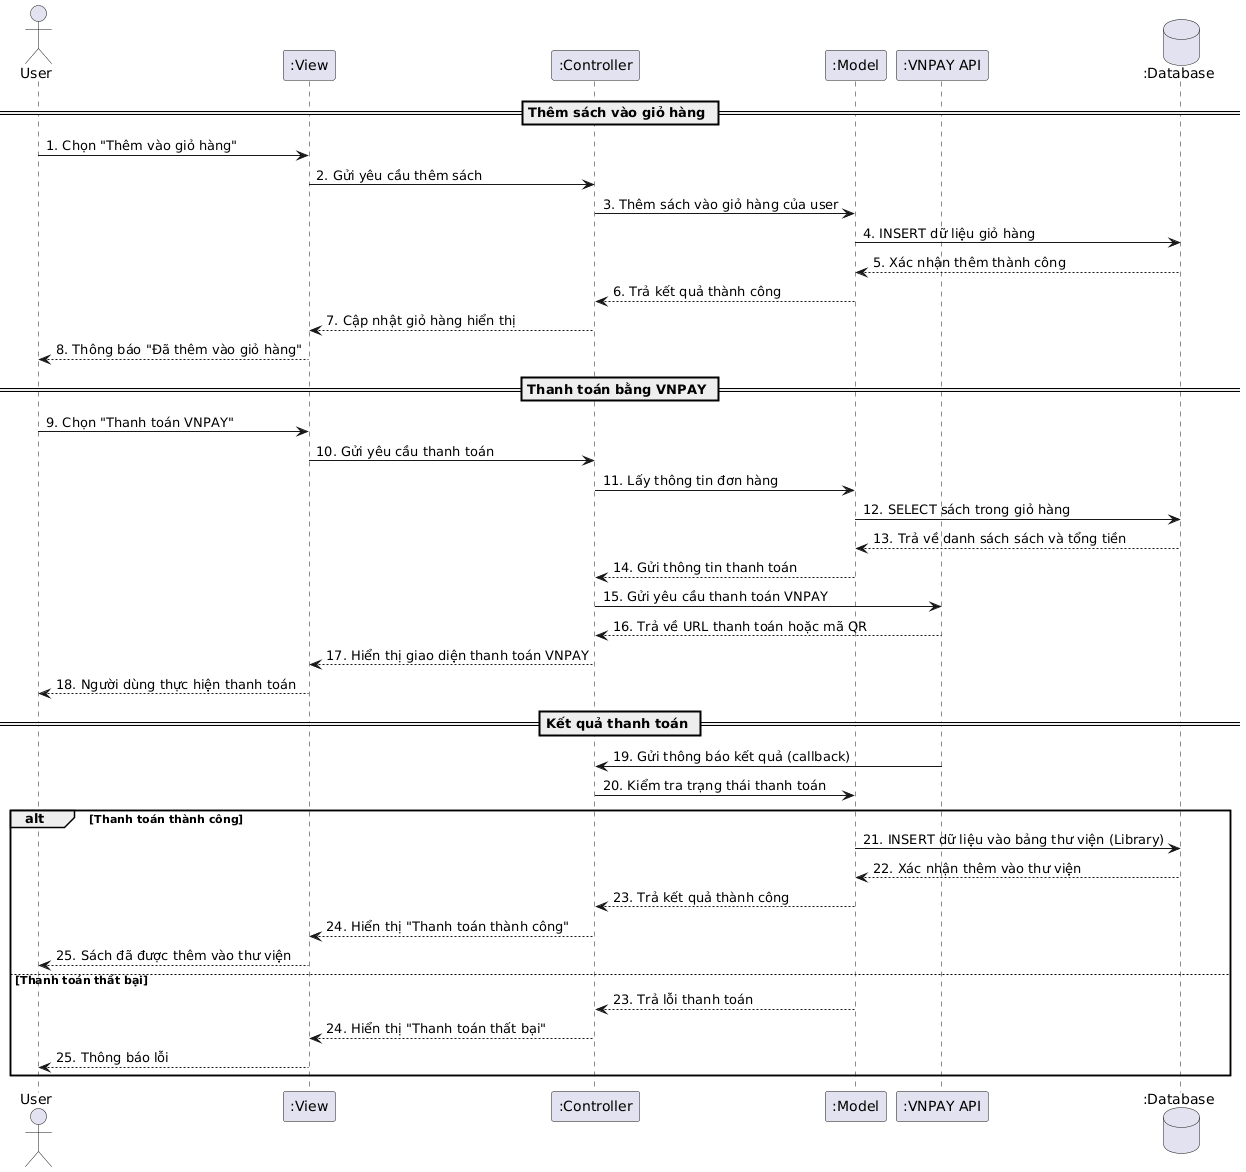 User
:View
:Controller
:Model
:VNPAY API
:Database
Thêm sách vào giỏ hàng
1. Chọn "Thêm vào giỏ hàng"
2. Gửi yêu cầu thêm sách
3. Thêm sách vào giỏ hàng của user
4. INSERT dữ liệu giỏ hàng
5. Xác nhận thêm thành công
6. Trả kết quả thành công
7. Cập nhật giỏ hàng hiển thị
8. Thông báo "Đã thêm vào giỏ hàng"
Thanh toán bằng VNPAY
9. Chọn "Thanh toán VNPAY"
10. Gửi yêu cầu thanh toán
11. Lấy thông tin đơn hàng
12. SELECT sách trong giỏ hàng
13. Trả về danh sách sách và tổng tiền
14. Gửi thông tin thanh toán
15. Gửi yêu cầu thanh toán VNPAY
16. Trả về URL thanh toán hoặc mã QR
17. Hiển thị giao diện thanh toán VNPAY
18. Người dùng thực hiện thanh toán
Kết quả thanh toán
19. Gửi thông báo kết quả (callback)
20. Kiểm tra trạng thái thanh toán
alt [Thanh toán thành công]
21. INSERT dữ liệu vào bảng thư viện (Library)
22. Xác nhận thêm vào thư viện
23. Trả kết quả thành công
24. Hiển thị "Thanh toán thành công"
25. Sách đã được thêm vào thư viện
[Thanh toán thất bại]
23. Trả lỗi thanh toán
24. Hiển thị "Thanh toán thất bại"
25. Thông báo lỗi
User
:View
:Controller
:Model
:VNPAY API
:Database